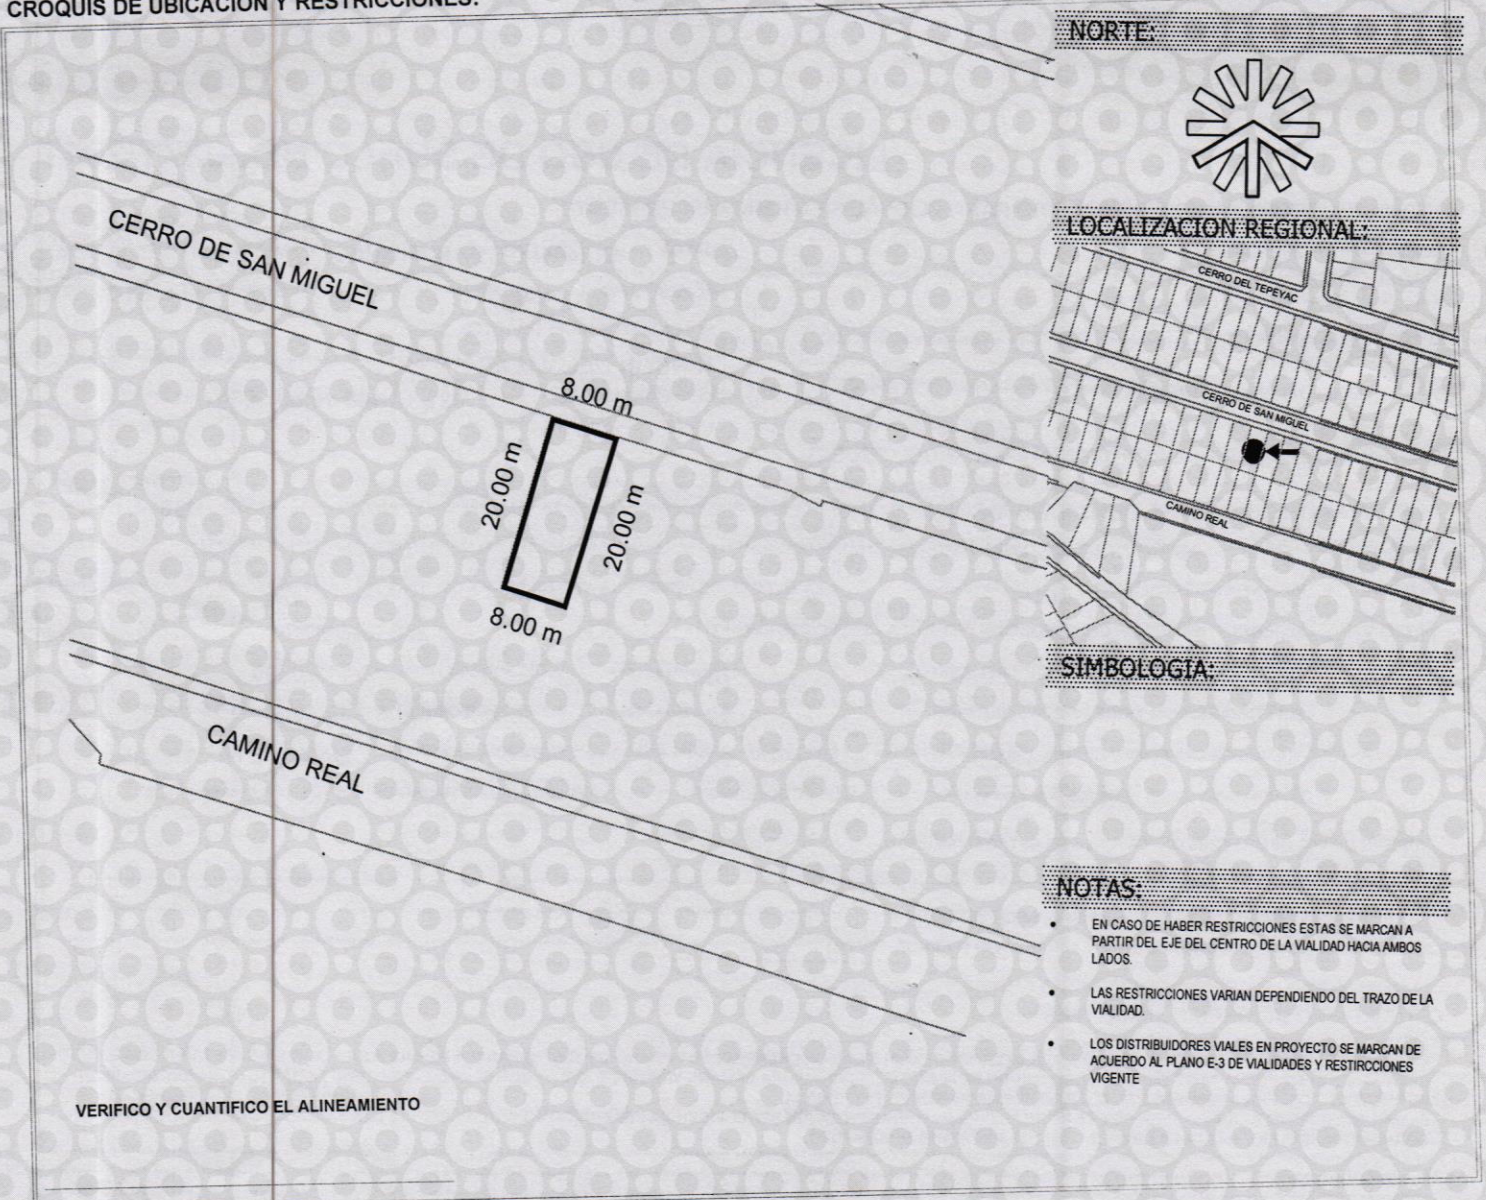 CROQUIS DE UBICACIÓN Y RESTRICCIONES:
NORTE:
LOCALIZACION REGIONAL:
CERRO DEL TEPEYAC
CERRO DE SAN MIGUEL
CAMINO REAL
CERRO DE SAN MIGUEL
8.00 m
20.00 m
20.00 m
8.00 m
CAMINO REAL
SIMBOLOGIA:
NOTAS:
• EN CASO DE HABER RESTRICCIONES ESTAS SE MARCAN A
PARTIR DEL EJE DEL CENTRO DE LA VIALIDAD HACIA AMBOS
LADOS.
• LAS RESTRICCIONES VARIAN DEPENDIENDO DEL TRAZO DE LA
VIALIDAD.
• LOS DISTRIBUIDORES VIALES EN PROYECTO SE MARCAN DE
ACUERDO AL PLANO E-3 DE VIALIDADES Y RESTIRCCIONES
VIGENTE
VERIFICO Y CUANTIFICO EL ALINEAMIENTO